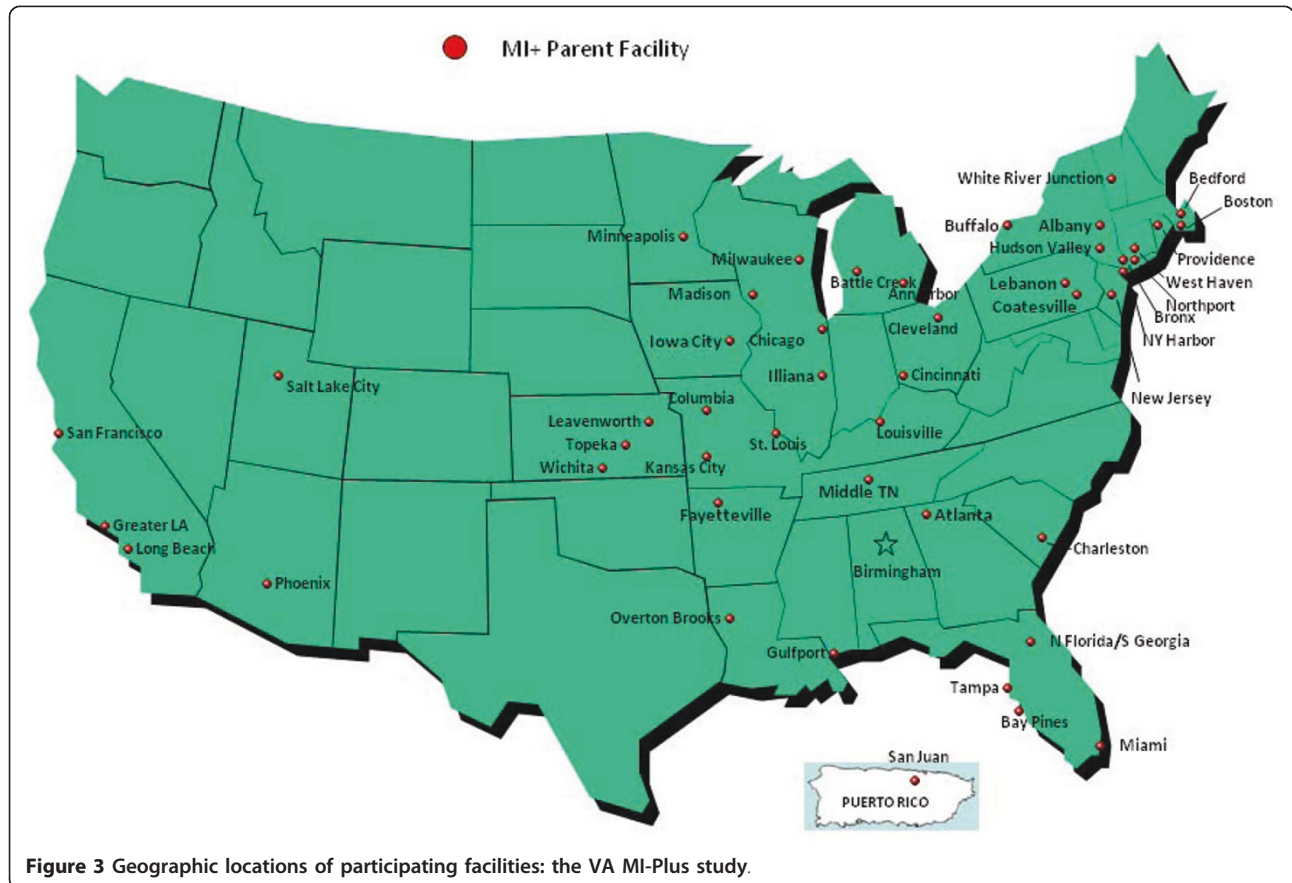 MI+ Parent Facility
White River Junction
Bedford
Boston
Buffalo
Albany
Hudson Valley
Providence
West Haven
Northport
Bronx
NY Harbor
New Jersey
Lebanon
Coatesville
Minneapolis
Milwaukee
Madison
Battle Creek
Ann Arbor
Cleveland
Iowa City
Chicago
Illiana
Cincinnati
Salt Lake City
Columbia
Leavenworth
Topeka
Wichita
Kansas City
St. Louis
Louisville
San Francisco
Middle TN
Fayetteville
Atlanta
Greater LA
Long Beach
Charleston
Birmingham
Phoenix
Overton Brooks
Gulfport
N Florida/S Georgia
Tampa
Bay Pines
Miami
San Juan
PUERTO RICO
Figure 3 Geographic locations of participating facilities: the VA MI-Plus study.